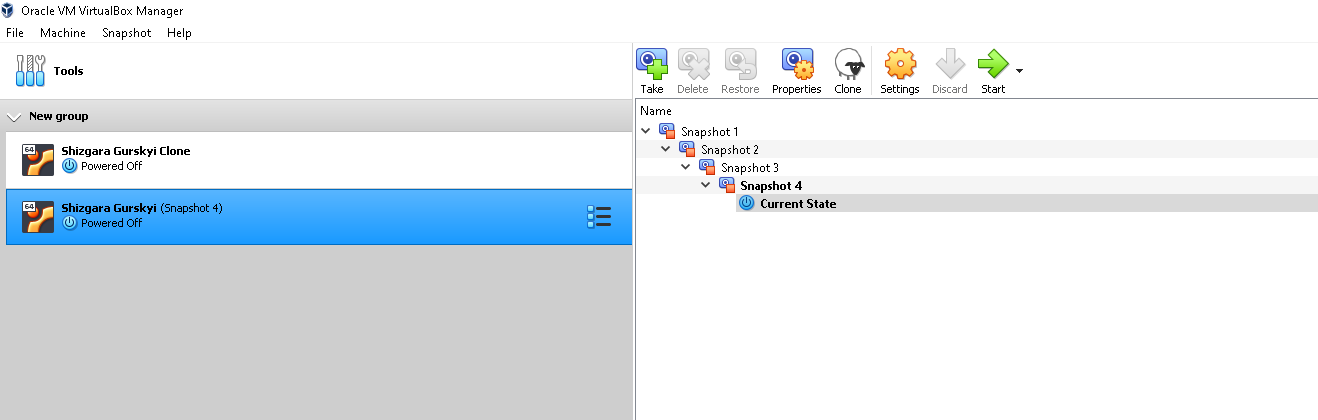 Oracle VM VirtualBox Manager
File Machine Snapshot Help
Tools
New group
64
Shizgara Gurskyi Clone
Powered Off
64
Shizgara Gurskyi (Snapshot 4)
Powered Off
Take Delete Restore Properties Clone Settings Discard Start
Name
Snapshot 1
Snapshot 2
Snapshot 3
Snapshot 4
Current State